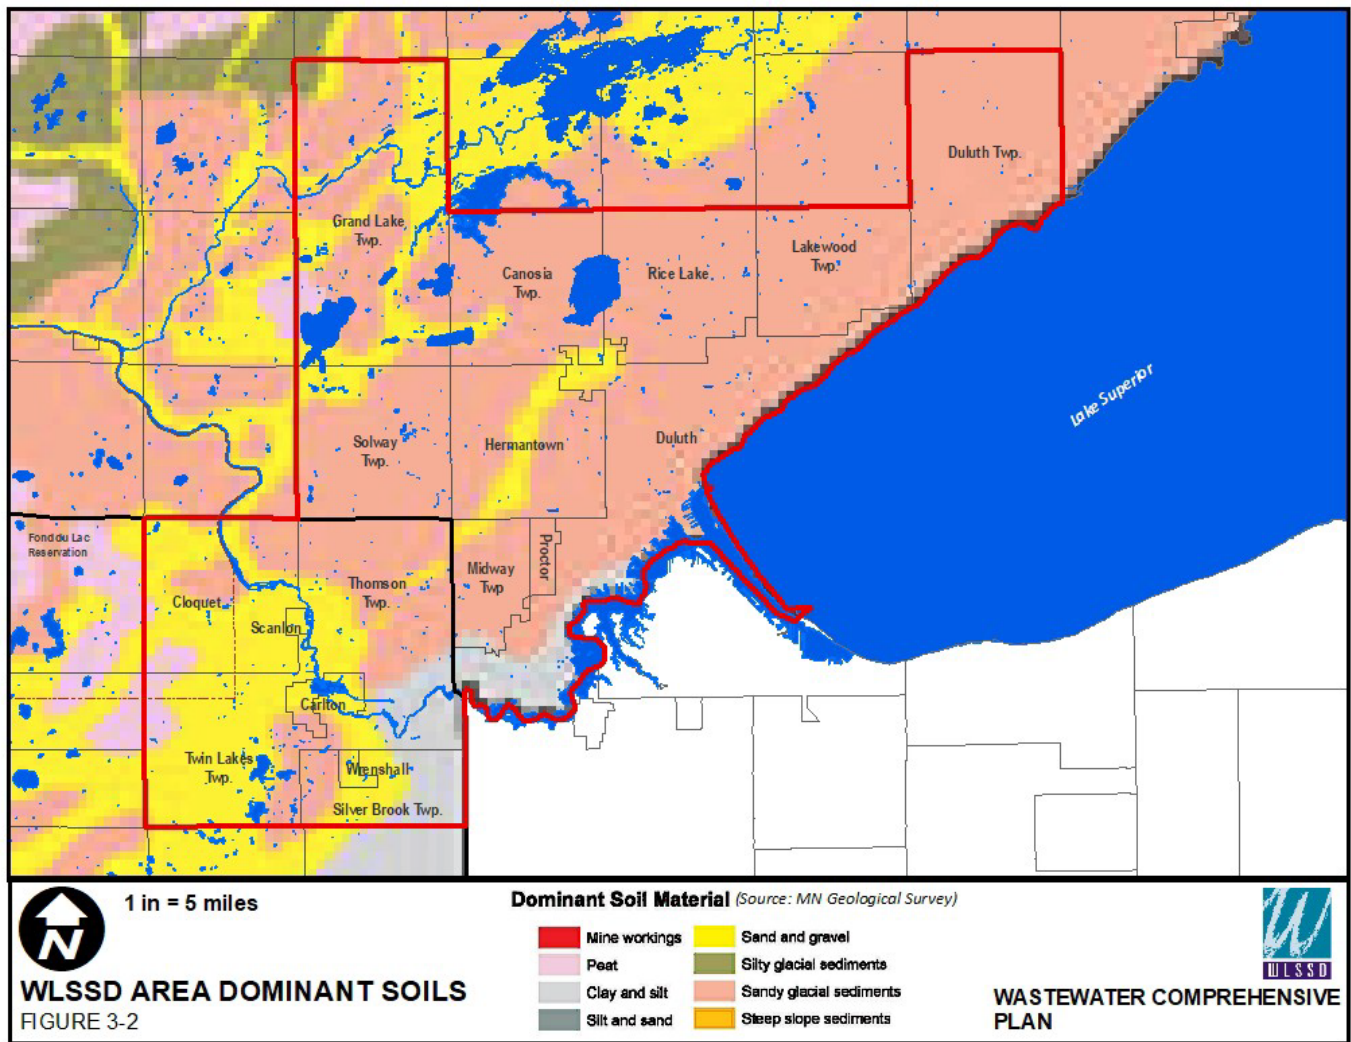 Duluth Twp.
Grand Lake
Twp.
Canosia
Twp.
Rice Lake
Lakewood
Twp.
Lake Superior
Solway
Twp.
Hermantown
Duluth
Fond du Lac
Reservation
Cloquet
Scanlon
Thomson
Twp.
Midway
Twp
Proctor
Carlton
Twin Lakes
Twp.
Wrenshall
Silver Brook Twp.
N
1 in = 5 miles
WLSSD AREA DOMINANT SOILS
FIGURE 3-2
Dominant Soil Material (Source: MN Geological Survey)
Mine workings
Peat
Clay and silt
Silt and sand
Sand and gravel
Silty glacial sediments
Sandy glacial sediments
Steep slope sediments
W
WLSSD
WASTEWATER COMPREHENSIVE
PLAN